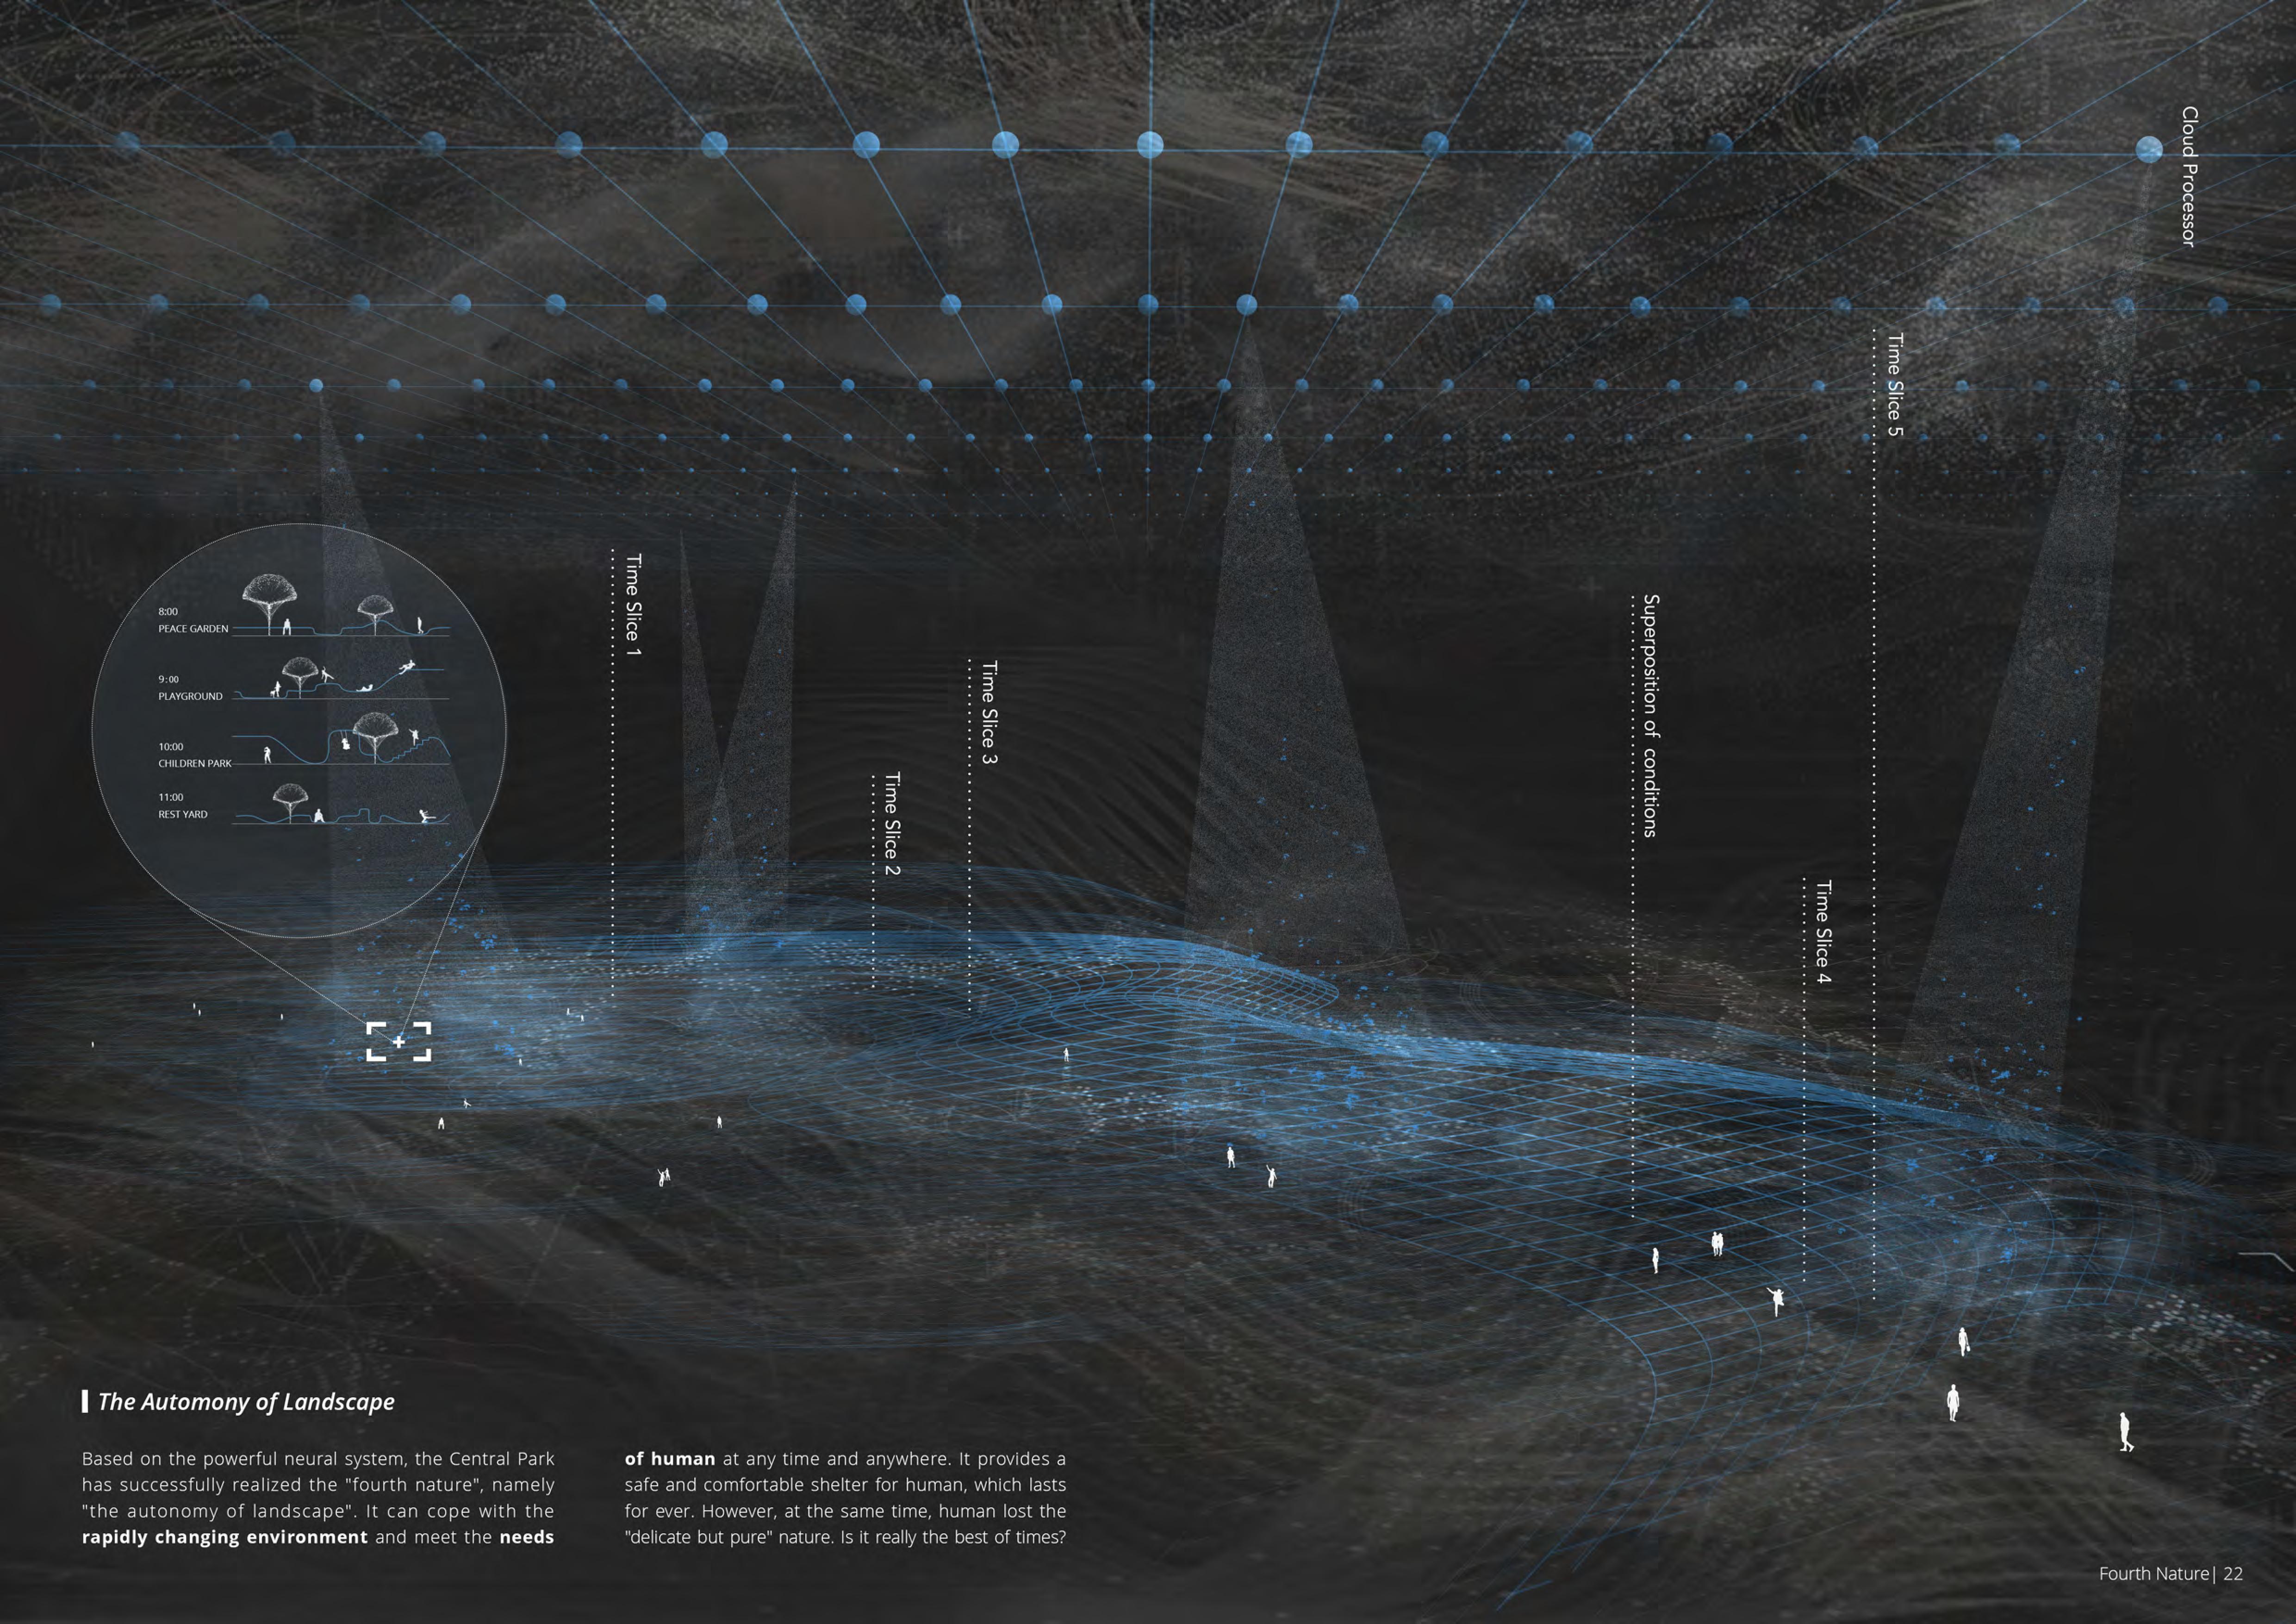 Cloud Processor
Time Slice 5
Time Slice 1
Superposition of conditions
Time Slice 3
Time Slice 2
Time Slice 4
8:00
PEACE GARDEN
9:00
PLAYGROUND
10:00
CHILDREN PARK
11:00
REST YARD
The Automony of Landscape
Based on the powerful neural system, the Central Park
has successfully realized the "fourth nature", namely
"the autonomy of landscape". It can cope with the
rapidly changing environment and meet the needs
of human at any time and anywhere. It provides a
safe and comfortable shelter for human, which lasts
for ever. However, at the same time, human lost the
"delicate but pure" nature. Is it really the best of times?
Fourth Nature| 22